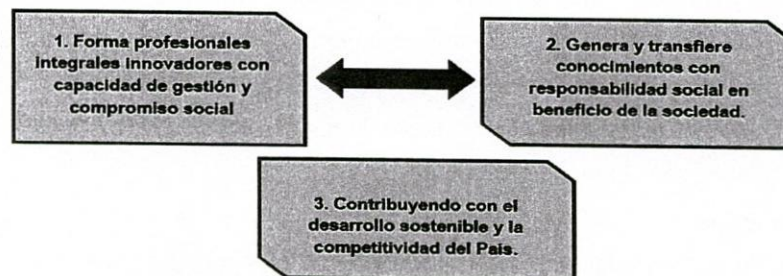 1. Forma profesionales
integrales innovadores con
capacidad de gestión y
compromiso social
2. Genera y transfiere
conocimientos con
responsabilidad social en
beneficio de la sociedad.
3. Contribuyendo con el
desarrollo sostenible y la
competitividad del Pais.